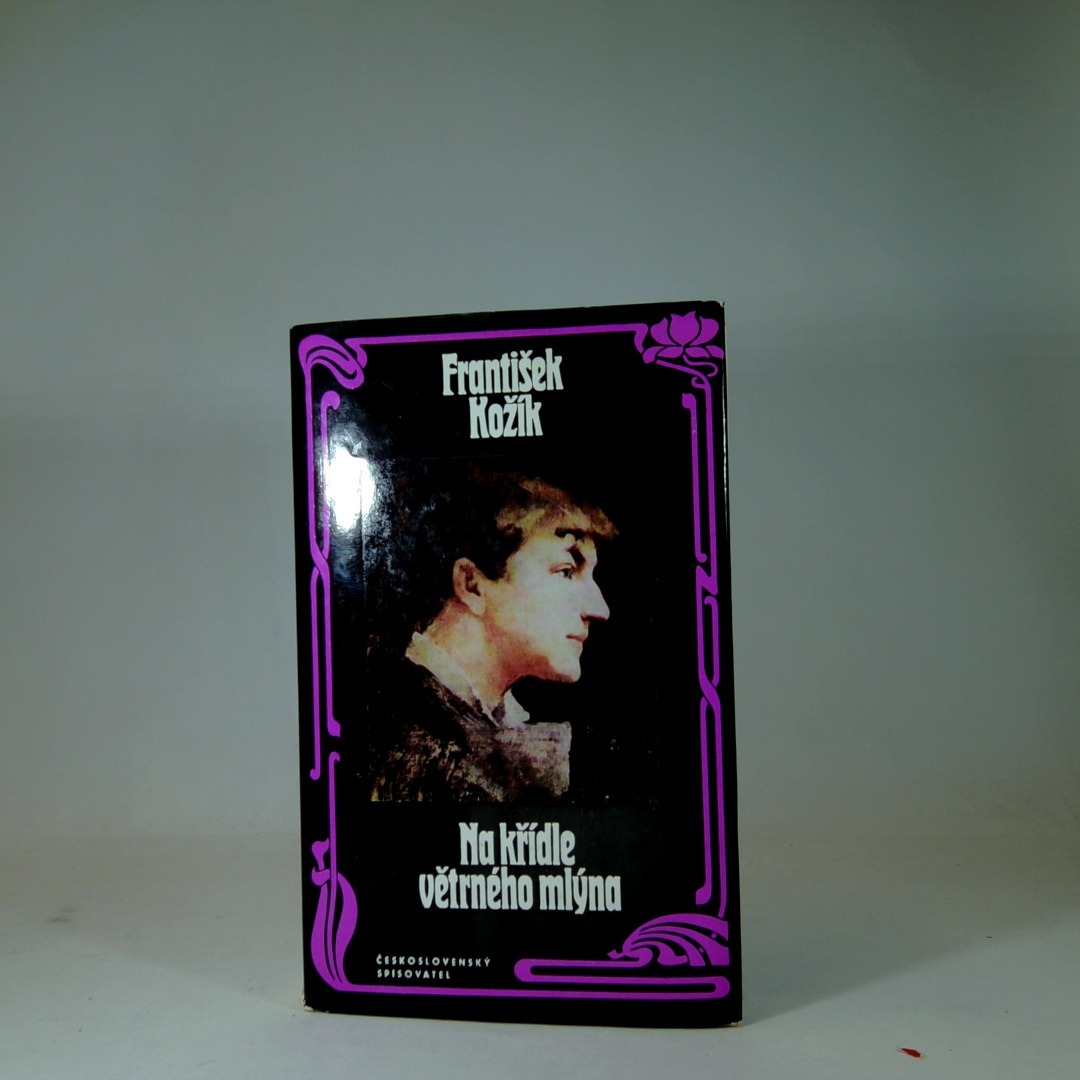 František
Kožík
Na křídle
větrného mlýna
ČESKOSLOVENSKÝ
SPISOVATEL